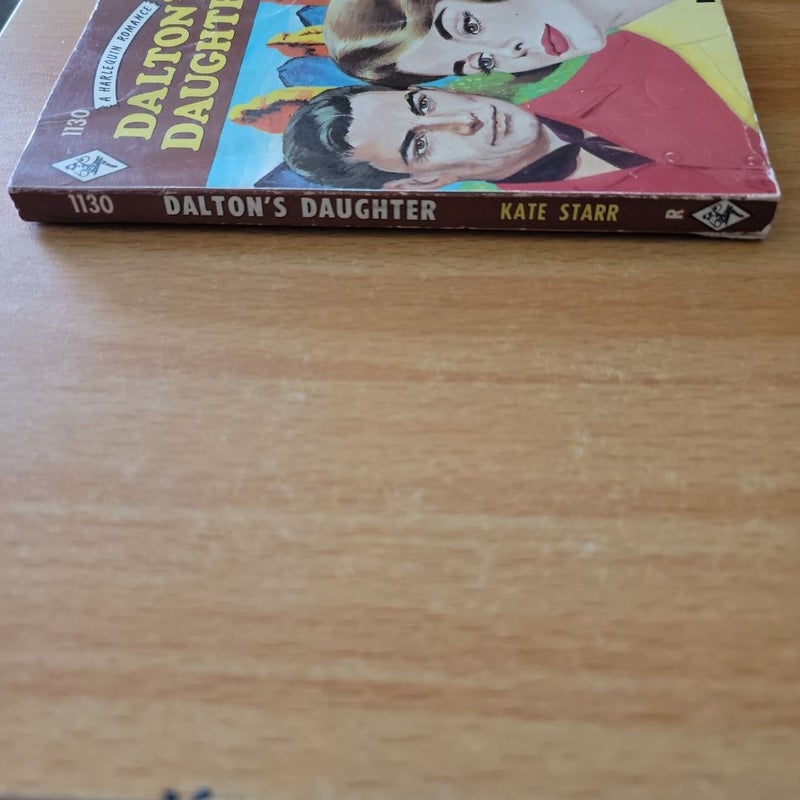 1130
A HARLEQUIN ROMANCE
DALTON'
DAUGHTE
1130 DALTON'S DAUGHTER KATE STARR R